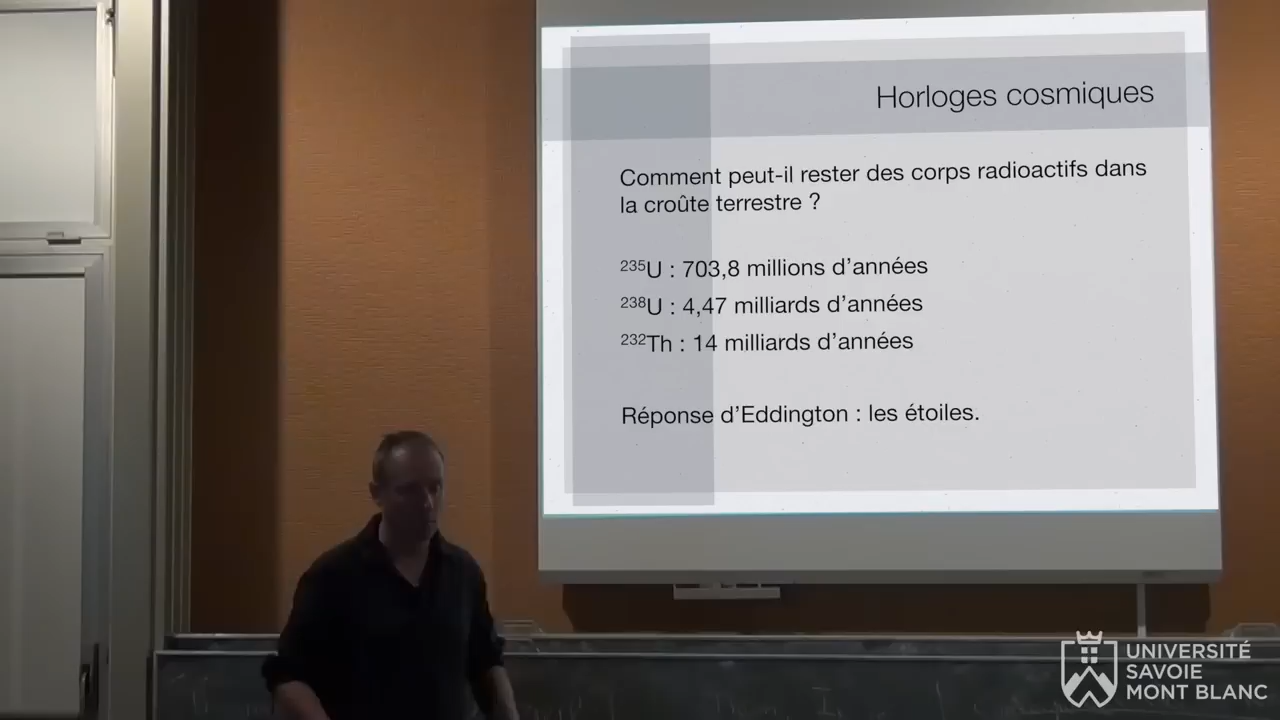 Horloges cosmiques
Comment peut-il rester des corps radioactifs dans
la croûte terrestre ?
²³⁵U : 703,8 millions d’années
²³⁸U : 4,47 milliards d’années
²³²Th : 14 milliards d’années
Réponse d’Eddington : les étoiles.
UNIVERSITÉ
SAVOIE
MONT BLANC